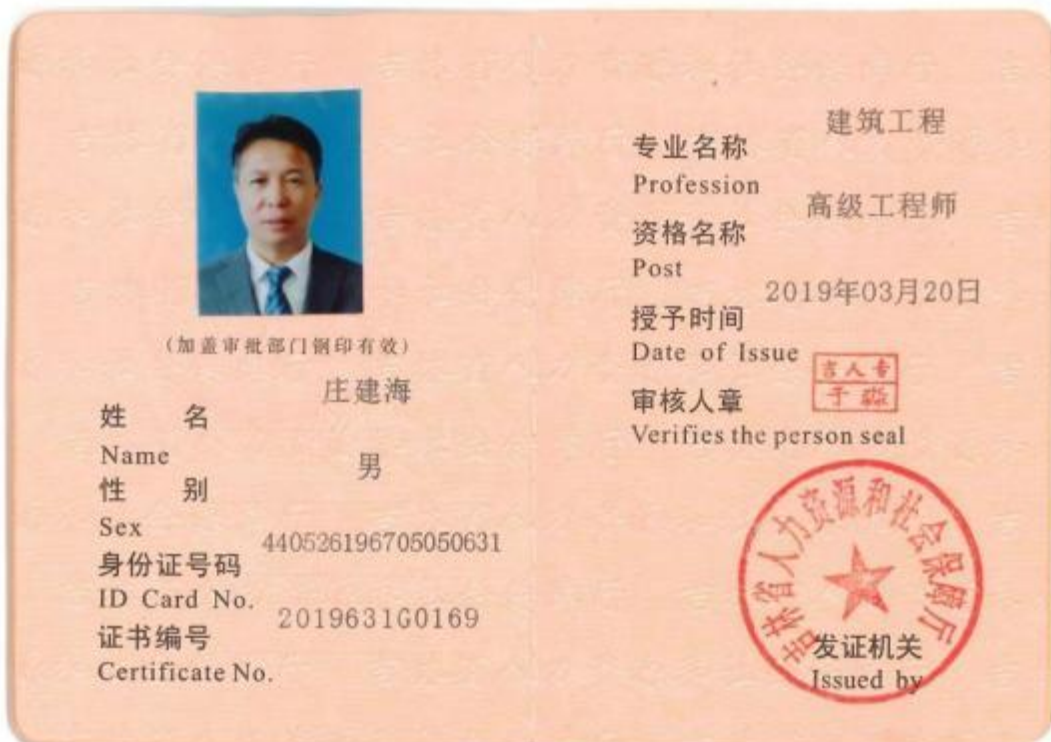 (加盖审批部门钢印有效)
姓 名 庄建海
Name
性 别 男
Sex
身份证号码 440526196705050631
ID Card No.
证书编号 2019631G0169
Certificate No.
专业名称 建筑工程
Profession
资格名称 高级工程师
Post
授予时间 2019年03月20日
Date of Issue
审核人章
Verifies the person seal
吉林省人力资源和社会保障厅
发证机关
Issued by